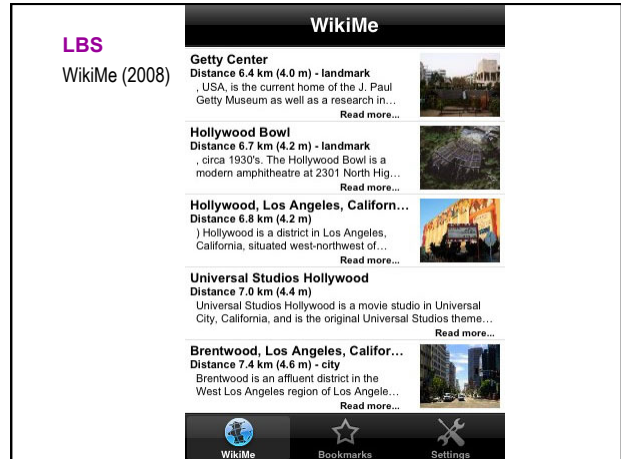 LBS
WikiMe (2008)
WikiMe
Getty Center
Distance 6.4 km (4.0 m) - landmark
, USA, is the current home of the J. Paul
Getty Museum as well as a research in…
Read more...
Hollywood Bowl
Distance 6.7 km (4.2 m) - landmark
, circa 1930's. The Hollywood Bowl is a
modern amphitheatre at 2301 North Hig…
Read more...
Hollywood, Los Angeles, Californ…
Distance 6.8 km (4.2 m)
) Hollywood is a district in Los Angeles,
California, situated west-northwest of…
Read more...
Universal Studios Hollywood
Distance 7.0 km (4.4 m)
Universal Studios Hollywood is a movie studio in Universal
City, California, and is the original Universal Studios theme…
Read more...
Brentwood, Los Angeles, Califor…
Distance 7.4 km (4.6 m) - city
Brentwood is an affluent district in the
West Los Angeles region of Los Angele…
Read more...
WikiMe
Bookmarks
Settings